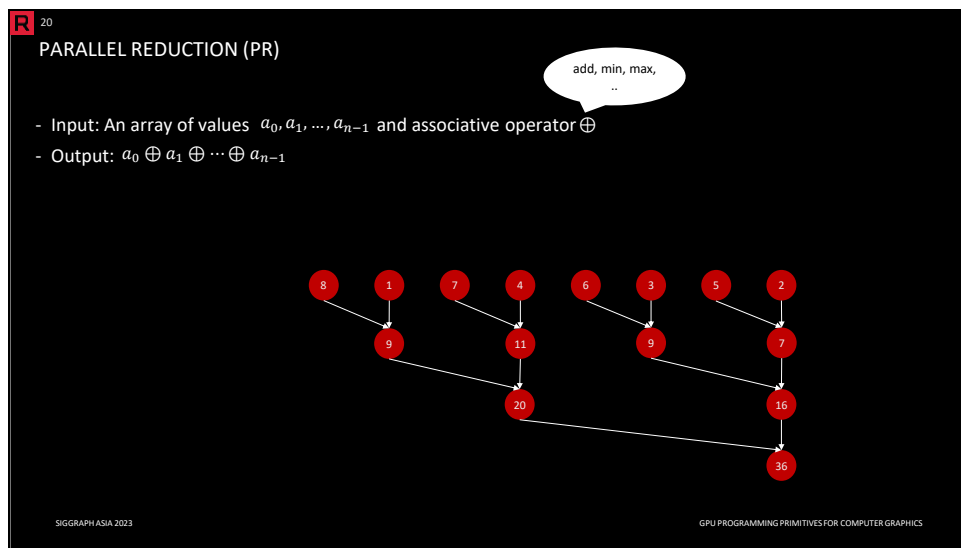 R 20
PARALLEL REDUCTION (PR)
add, min, max,
..
- Input: An array of values a₀, a₁, …, aₙ₋₁ and associative operator ⊕
- Output: a₀ ⊕ a₁ ⊕ ⋯ ⊕ aₙ₋₁
8 1 7 4 6 3 5 2
9 11 9 7
20 16
36
SIGGRAPH ASIA 2023 GPU PROGRAMMING PRIMITIVES FOR COMPUTER GRAPHICS